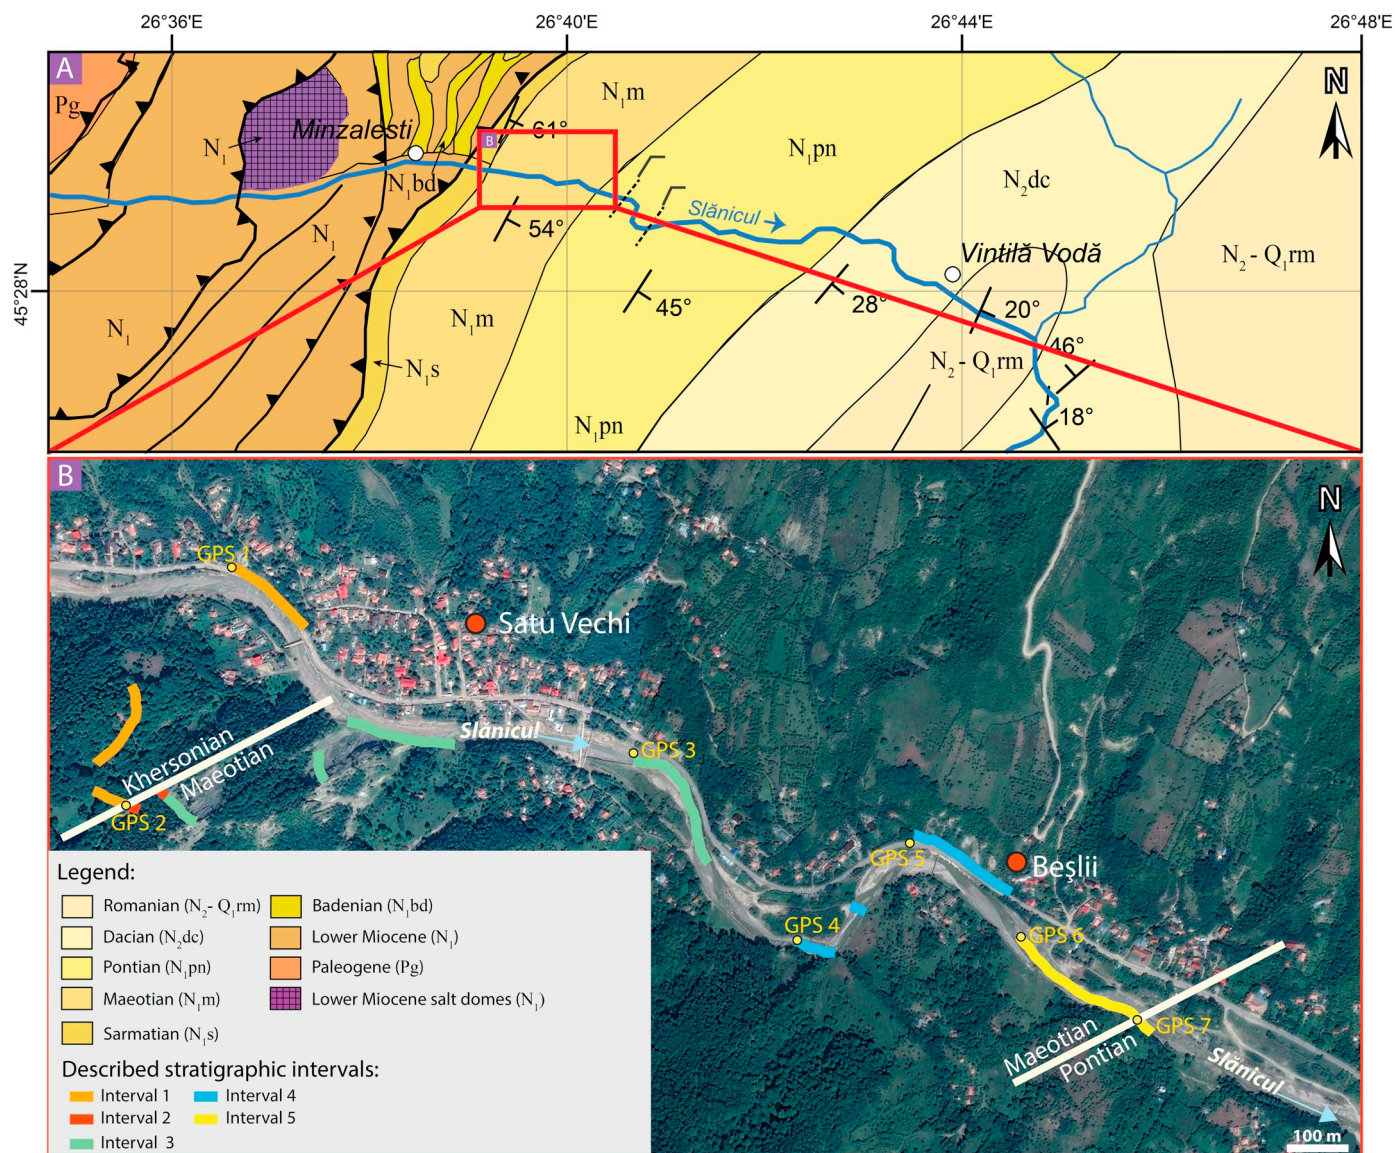 26°36'E
26°40'E
26°44'E
26°48'E
A
Pg
N₁
Minzalesti
61°
B
N₁m
N
N₁pn
N₂dc
N₁bd
Slănicul
54°
N₁
Vintilă Vodă
N₂ - Q₁rm
45°28'N
45°
28°
20°
N₁
N₁m
46°
N₁s
N₂ - Q₁rm
18°
N₁pn
B
N
GPS 1
Satu Vechi
Slănicul
GPS 3
Khersonian
Maeotian
GPS 2
GPS 5
Beşlii
GPS 4
GPS 6
GPS 7
Maeotian
Pontian
Slănicul
100 m
Legend:
Romanian (N₂- Q₁rm)
Badenian (N₁bd)
Dacian (N₂dc)
Lower Miocene (N₁)
Pontian (N₁pn)
Paleogene (Pg)
Maeotian (N₁m)
Lower Miocene salt domes (N₁)
Sarmatian (N₁s)
Described stratigraphic intervals:
Interval 1
Interval 4
Interval 2
Interval 5
Interval 3